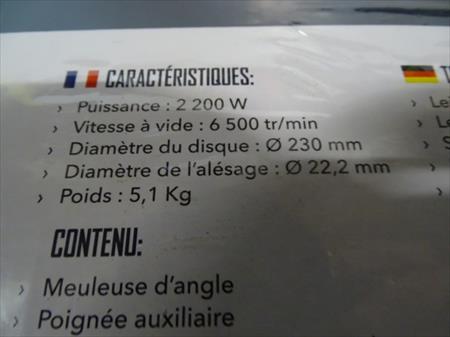 CARACTÉRISTIQUES:
› Puissance : 2 200 W
› Vitesse à vide : 6 500 tr/min
› Diamètre du disque : Ø 230 mm
› Diamètre de l'alésage : Ø 22,2 mm
› Poids : 5,1 Kg
CONTENU:
› Meuleuse d'angle
› Poignée auxiliaire